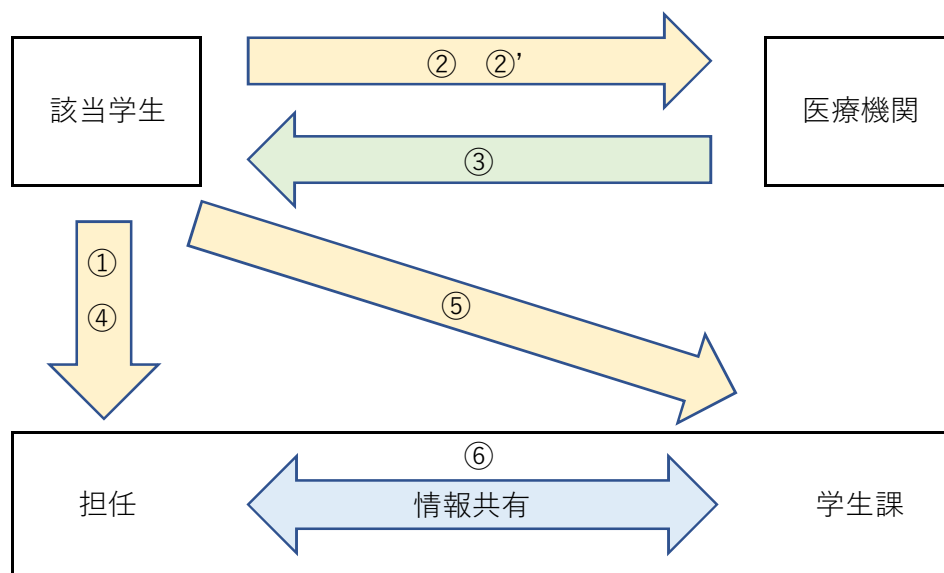 ② ②’
該当学生
医療機関
③
①
④
⑤
⑥
担任
情報共有
学生課